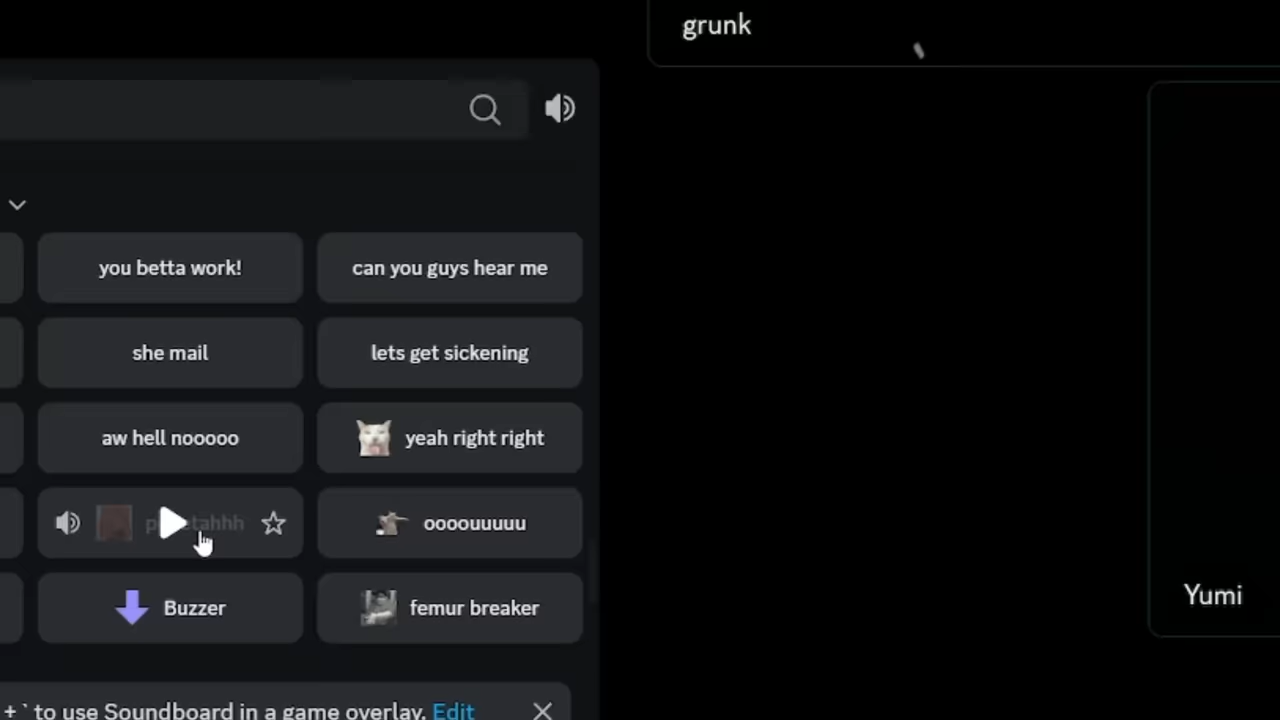 grunk
you betta work!
can you guys hear me
she mail
lets get sickening
aw hell nooooo
yeah right right
oooouuuuu
Buzzer
femur breaker
Yumi
+ ` to use Soundboard in a game overlay. Edit